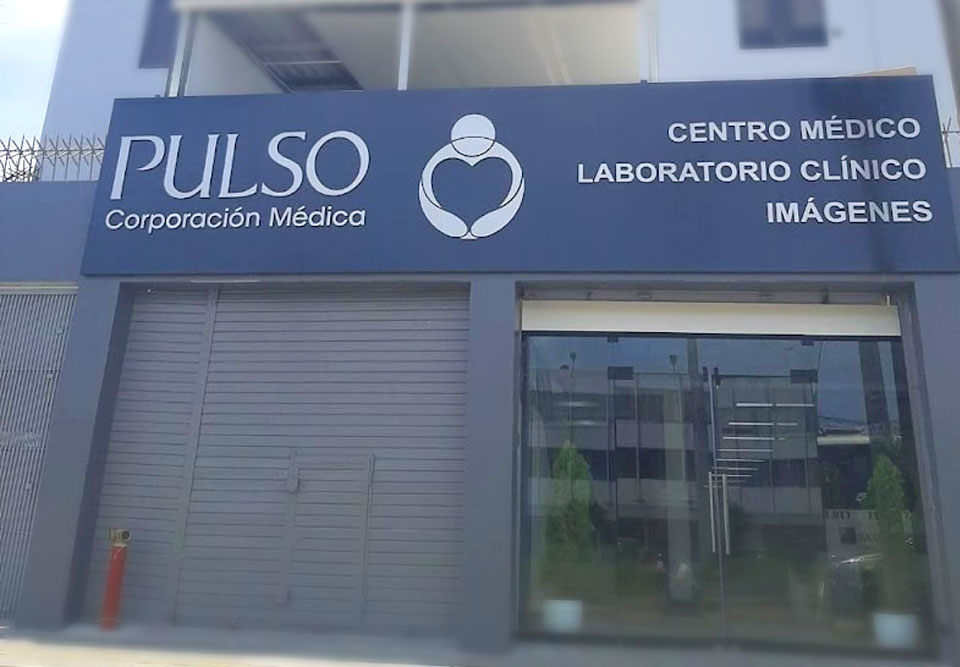 PULSO
Corporación Médica
CENTRO MÉDICO
LABORATORIO CLÍNICO
IMÁGENES